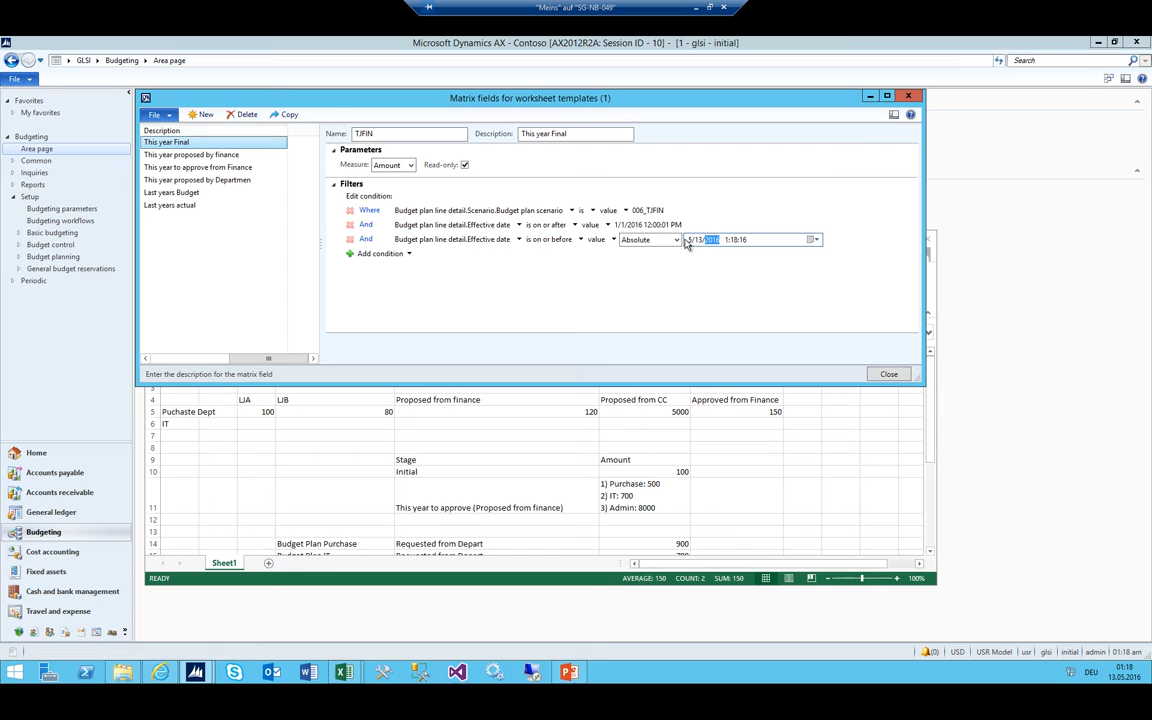 "Meins" auf "SG-NB-049"
Microsoft Dynamics AX - Contoso [AX2012R2A: Session ID - 10] - [1 - glsi - initial]
GLSI Budgeting Area page
Search
File
Matrix fields for worksheet templates (1)
Favorites
My favorites
Budgeting
Area page
Common
Inquiries
Reports
Setup
Budgeting parameters
Budgeting workflows
Basic budgeting
Budget control
Budget planning
General budget reservations
Periodic
Home
Accounts payable
Accounts receivable
General ledger
Budgeting
Cost accounting
Fixed assets
Cash and bank management
Travel and expense
File New Delete Copy
Description
This year Final
This year proposed by finance
This year to approve from Finance
This year proposed by Departmen
Last years Budget
Last years actual
Name: TJFIN Description: This year Final
Parameters
Measure: Amount Read-only:
Filters
Edit condition:
Where Budget plan line detail.Scenario.Budget plan scenario is value 006_TJFIN
And Budget plan line detail.Effective date is on or after value 1/1/2016 12:00:01 PM
And Budget plan line detail.Effective date is on or before value Absolute 5/13/2016 1:18:16
Add condition
Enter the description for the matrix field
Close
4 LJA LJB Proposed from finance Proposed from CC Approved from Finance
5 Puchaste Dept 100 80 120 5000 150
6 IT
7
8
9 Stage Amount
10 Initial 100
1) Purchase: 500
2) IT: 700
11 This year to approve (Proposed from finance) 3) Admin: 8000
12
13
14 Budget Plan Purchase Requested from Depart 900
Sheet1
READY AVERAGE: 150 COUNT: 2 SUM: 150 100%
(0) USD USR Model usr glsi initial admin 01:18 am
DEU 01:18
13.05.2016